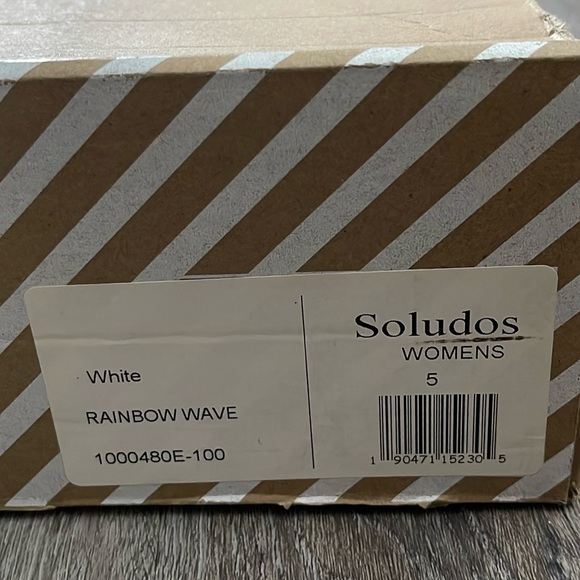 White
RAINBOW WAVE
1000480E-100
Soludos
WOMENS
5
1 90471 15230 5